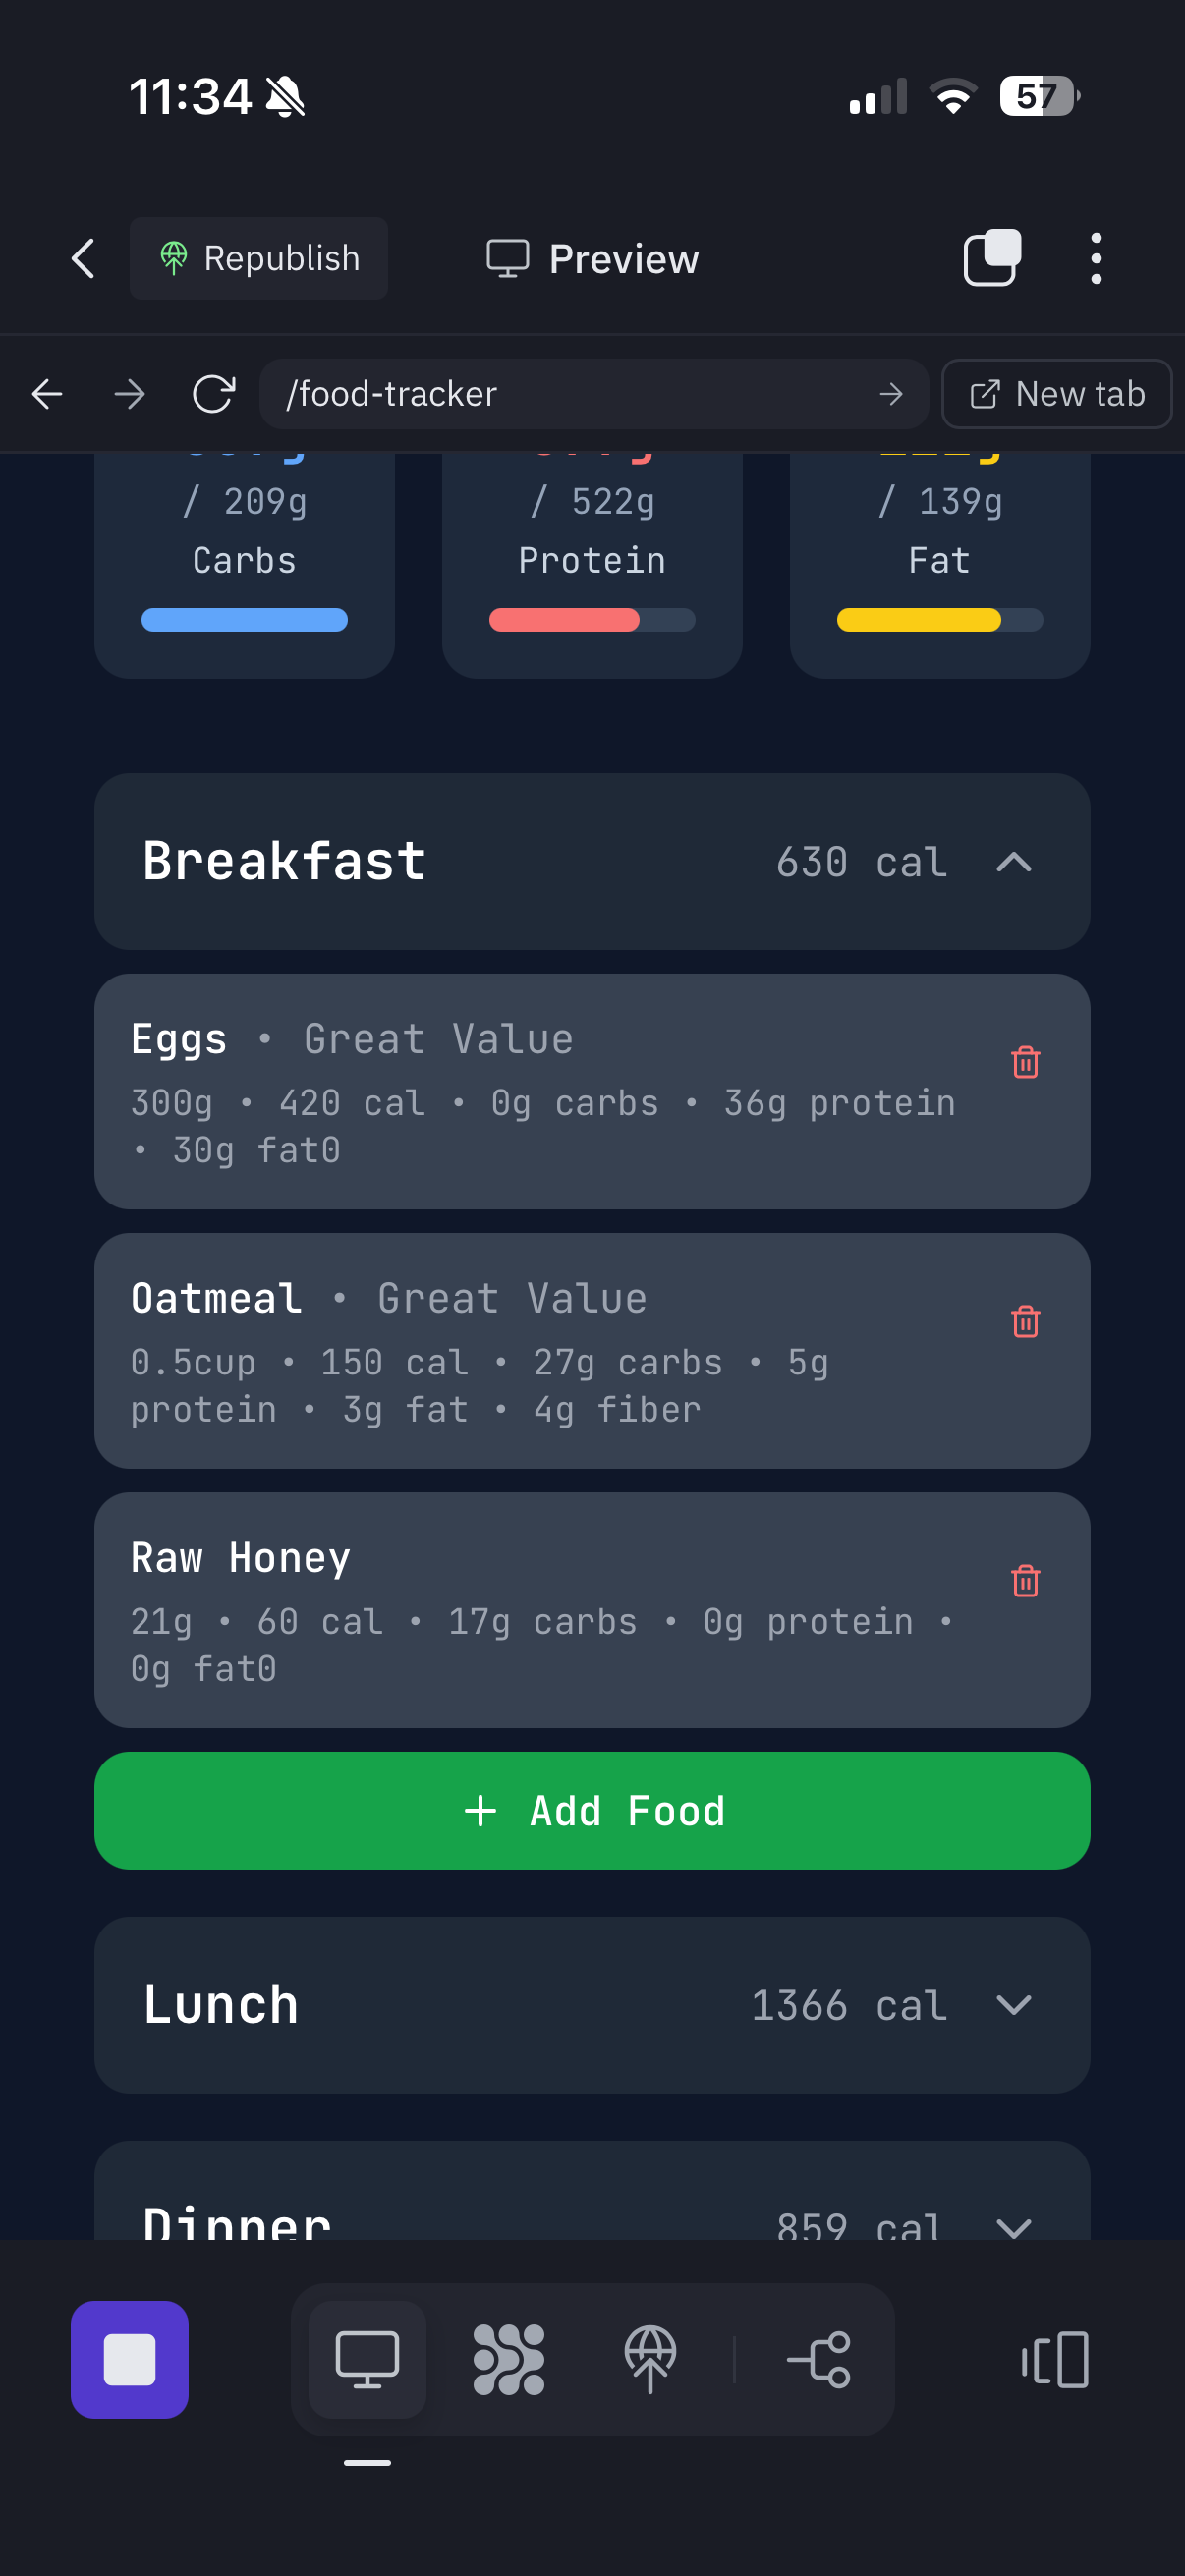 11:34
57
Republish
Preview
/food-tracker
New tab
/ 209g
/ 522g
/ 139g
Carbs
Protein
Fat
Breakfast
630 cal
Eggs • Great Value
300g • 420 cal • 0g carbs • 36g protein
• 30g fat0
Oatmeal • Great Value
0.5cup • 150 cal • 27g carbs • 5g
protein • 3g fat • 4g fiber
Raw Honey
21g • 60 cal • 17g carbs • 0g protein •
0g fat0
+ Add Food
Lunch
1366 cal
Dinner
859 cal